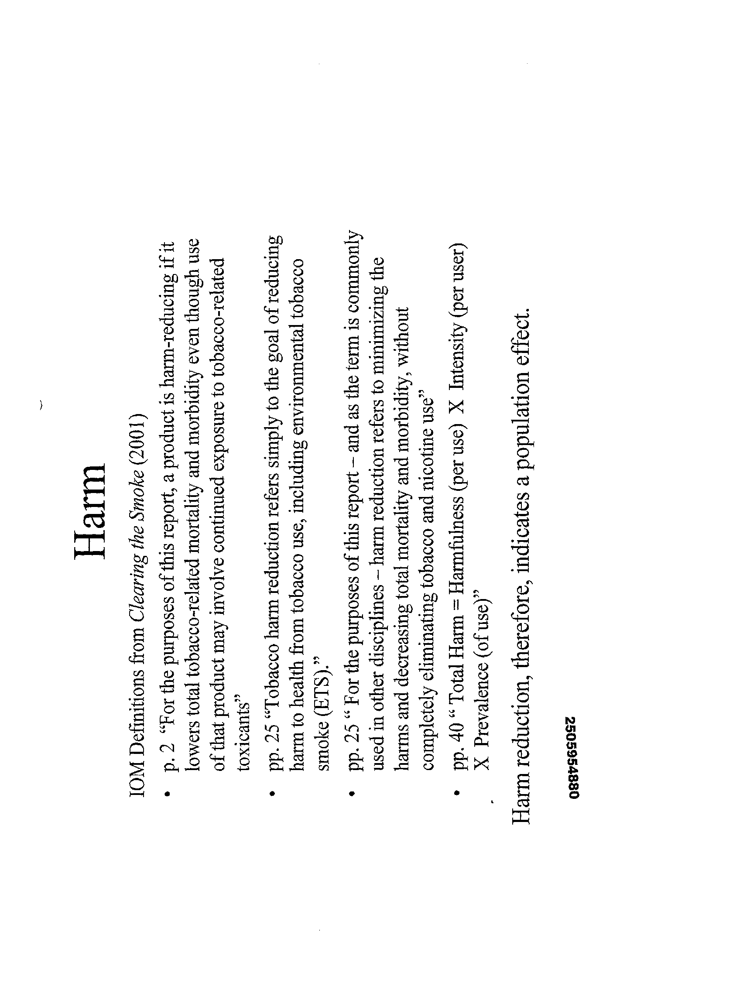 Harm
IOM Definitions from Clearing the Smoke (2001)
• p. 2 “For the purposes of this report, a product is harm-reducing if it
lowers total tobacco-related mortality and morbidity even though use
of that product may involve continued exposure to tobacco-related
toxicants”
• pp. 25 “Tobacco harm reduction refers simply to the goal of reducing
harm to health from tobacco use, including environmental tobacco
smoke (ETS).”
• pp. 25 “ For the purposes of this report – and as the term is commonly
used in other disciplines – harm reduction refers to minimizing the
harms and decreasing total mortality and morbidity, without
completely eliminating tobacco and nicotine use”
• pp. 40 “ Total Harm = Harmfulness (per use) X Intensity (per user)
X Prevalence (of use)”
Harm reduction, therefore, indicates a population effect.
2505954880